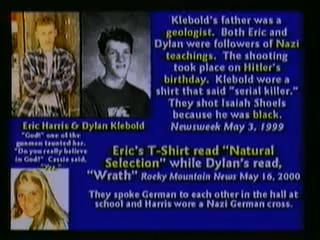 Klebold's father was a
geologist. Both Eric and
Dylan were followers of Nazi
teachings. The shooting
took place on Hitler's
birthday. Klebold wore a
shirt that said "serial killer."
They shot Isaiah Shoels
because he was black.
Newsweek May 3, 1999
Eric Harris & Dylan Klebold
"God!" one of the
gunmen taunted her.
"Do you really believe
in God?" Cassie said,
"Yes."
Eric's T-Shirt read "Natural
Selection" while Dylan's read,
"Wrath" Rocky Mountain News May 16, 2000
They spoke German to each other in the hall at
school and Harris wore a Nazi German cross.